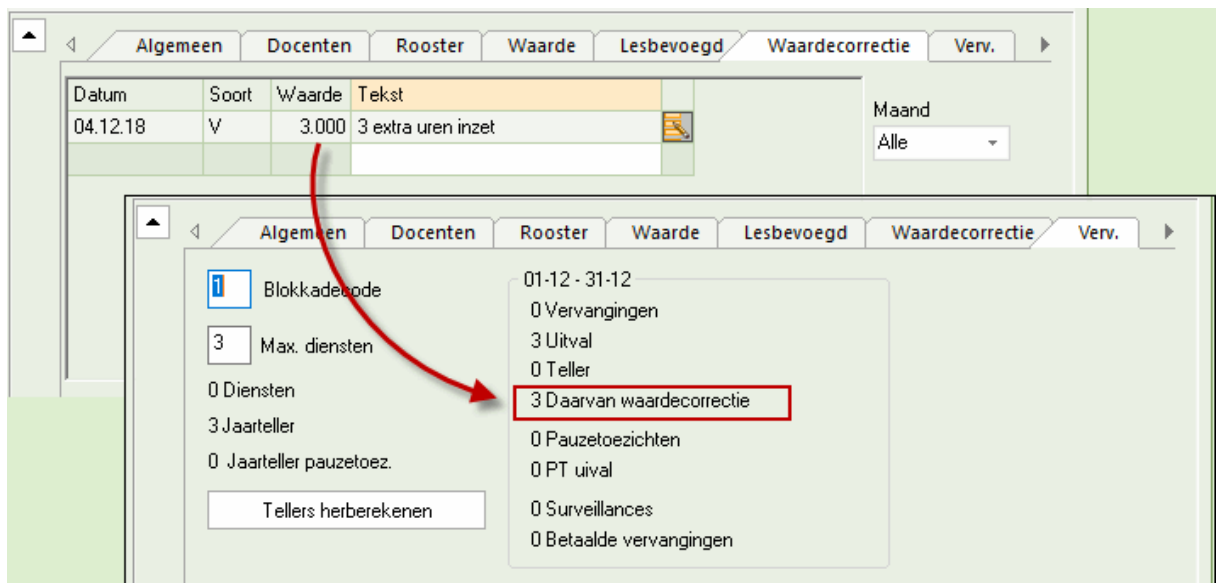 Algemeen Docenten Rooster Waarde Lesbevoegd Waardecorrectie Verv.
Datum Soort Waarde Tekst
04.12.18 V 3.000 3 extra uren inzet
Maand
Alle
Algemeen Docenten Rooster Waarde Lesbevoegd Waardecorrectie Verv.
1 Blokkadecode
3 Max. diensten
0 Diensten
3 Jaarteller
0 Jaarteller pauzetoez.
Tellers herberekenen
01-12 - 31-12
0 Vervangingen
3 Uitval
0 Teller
3 Daarvan waardecorrectie
0 Pauzetoezichten
0 PT uival
0 Surveillances
0 Betaalde vervangingen